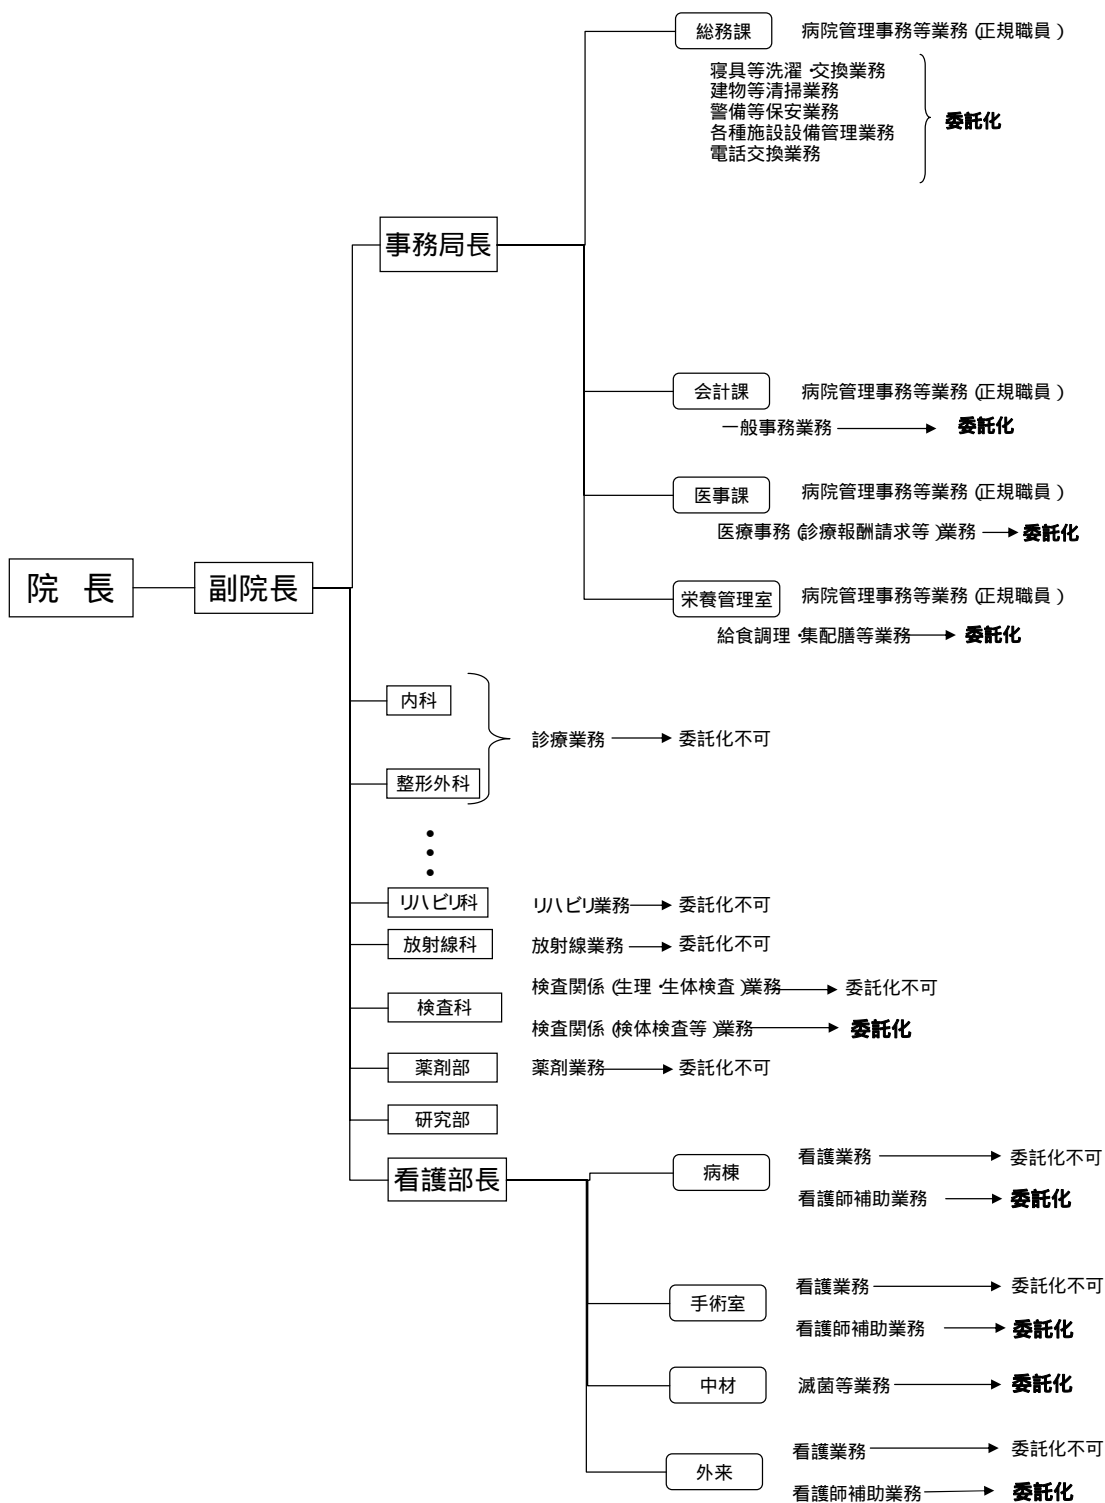 総務課 病院管理事務等業務(正規職員)
寝具等洗濯・交換業務
建物等清掃業務
警備等保安業務
各種施設設備管理業務
電話交換業務
委託化
事務局長
会計課 病院管理事務等業務(正規職員)
一般事務業務 委託化
医事課 病院管理事務等業務(正規職員)
医療事務(診療報酬請求等)業務 委託化
院 長
副院長
栄養管理室 病院管理事務等業務(正規職員)
給食調理・集配膳等業務 委託化
内科
診療業務 委託化不可
整形外科
リハビリ科 リハビリ業務 委託化不可
放射線科 放射線業務 委託化不可
検査科
検査関係(生理・生体検査)業務 委託化不可
検査関係(検体検査等)業務 委託化
薬剤部 薬剤業務 委託化不可
研究部
看護部長
病棟
看護業務 委託化不可
看護師補助業務 委託化
手術室
看護業務 委託化不可
看護師補助業務 委託化
中材 滅菌等業務 委託化
外来
看護業務 委託化不可
看護師補助業務 委託化